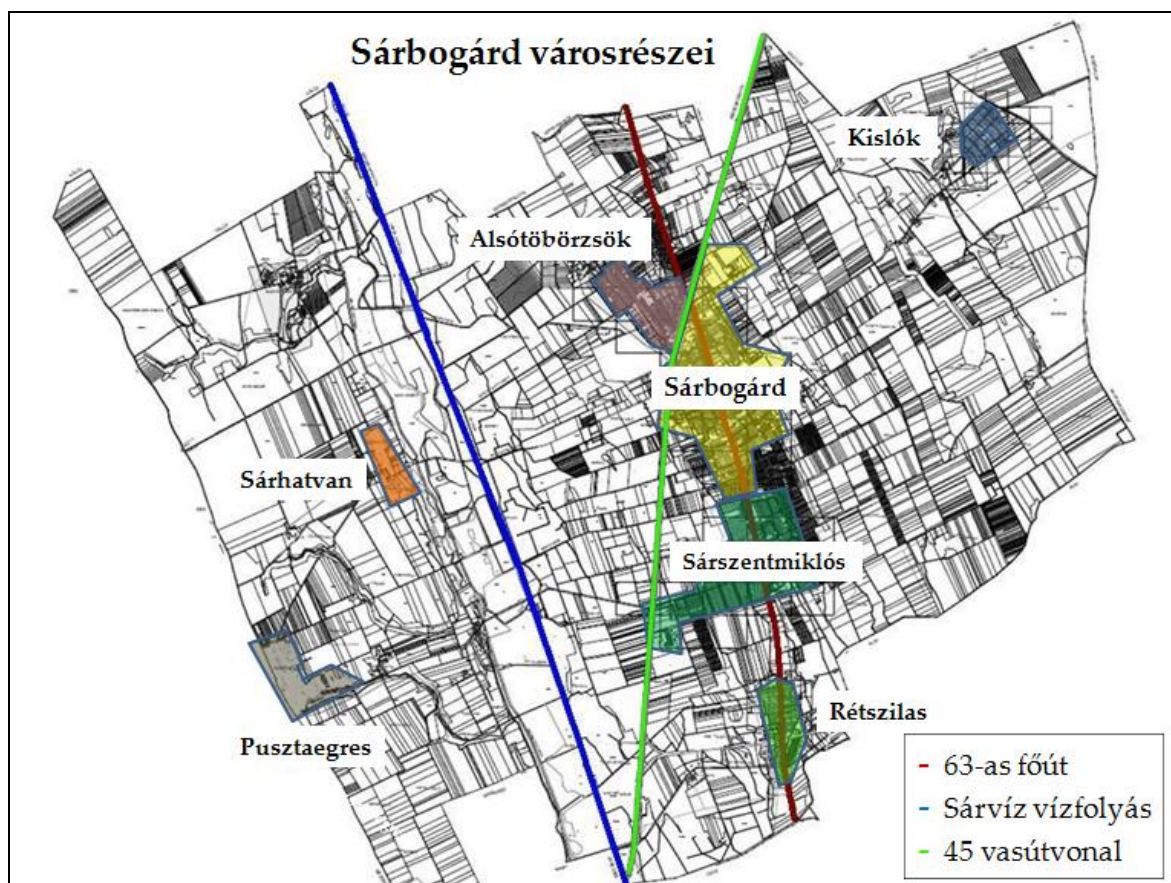 Sárbogárd városrészei
Kislók
Alsótöbörzsök
Sárbogárd
Sárhatvan
Sárszentmiklós
Rétszilas
Pusztaegres
63-as főút
Sárvíz vízfolyás
45 vasútvonal